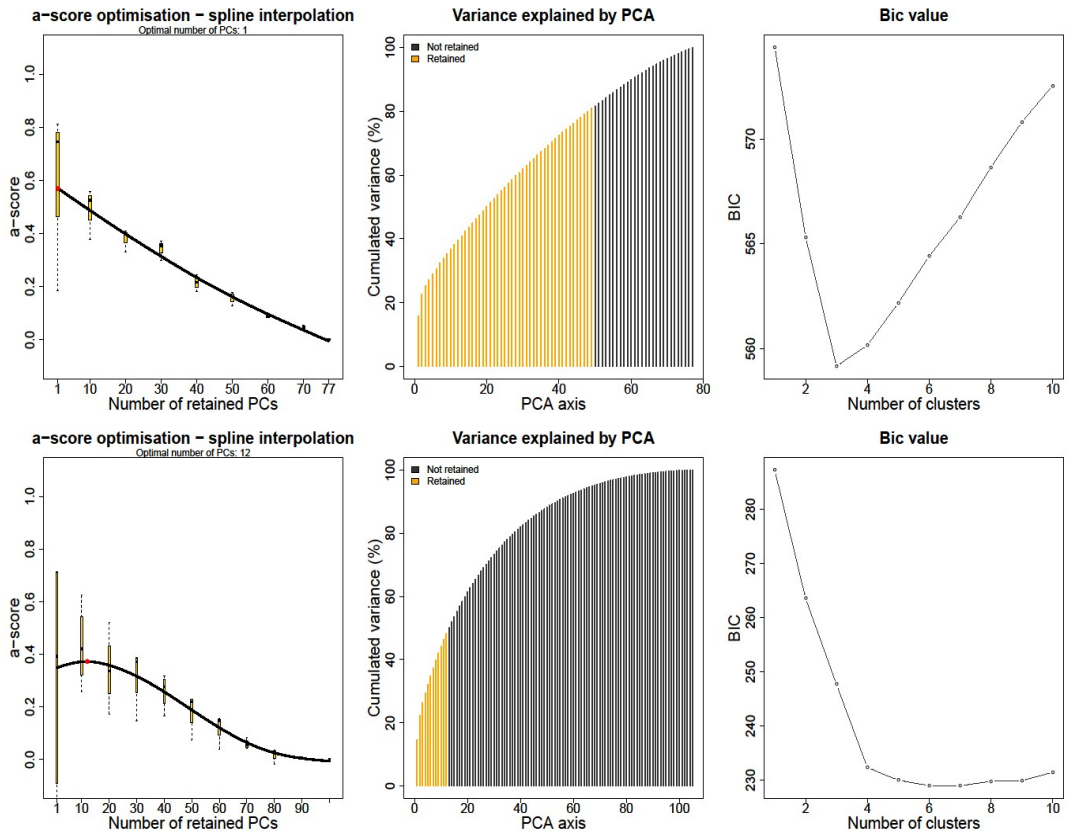 a-score optimisation − spline interpolation
Optimal number of PCs: 1
a-score
1.0
0.8
0.6
0.4
0.2
0.0
1 10 20 30 40 50 60 70 77
Number of retained PCs
Variance explained by PCA
Not retained
Retained
Cumulated variance (%)
100
80
60
40
20
0
0 20 40 60 80
PCA axis
Bic value
BIC
570
565
560
2 4 6 8 10
Number of clusters
a-score optimisation − spline interpolation
Optimal number of PCs: 12
a-score
1.0
0.8
0.6
0.4
0.2
0.0
1 10 20 30 40 50 60 70 80 90
Number of retained PCs
Variance explained by PCA
Not retained
Retained
Cumulated variance (%)
100
80
60
40
20
0
0 20 40 60 80 100
PCA axis
Bic value
BIC
280
270
260
250
240
230
2 4 6 8 10
Number of clusters